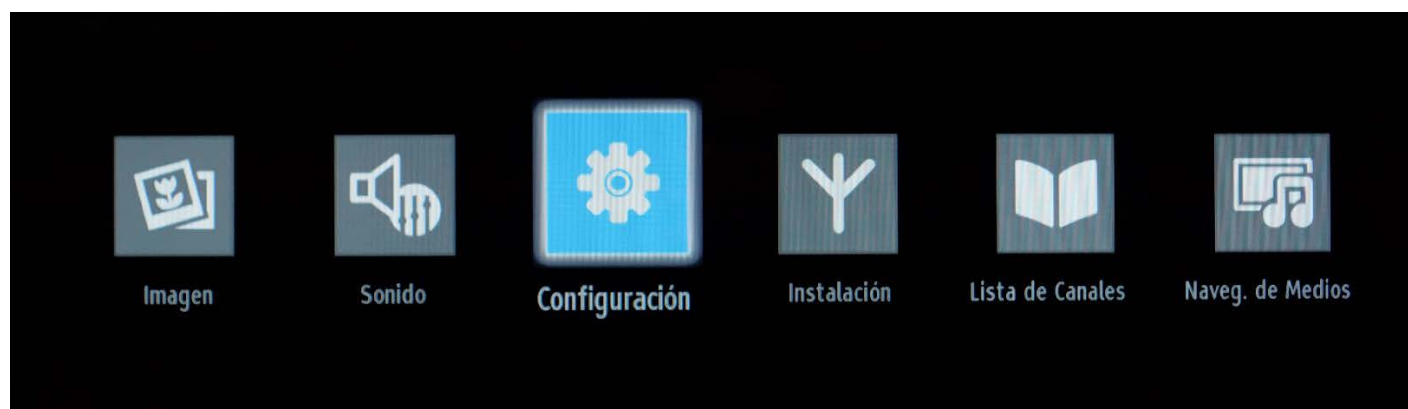 Imagen
Sonido
Configuración
Instalación
Lista de Canales
Naveg. de Medios